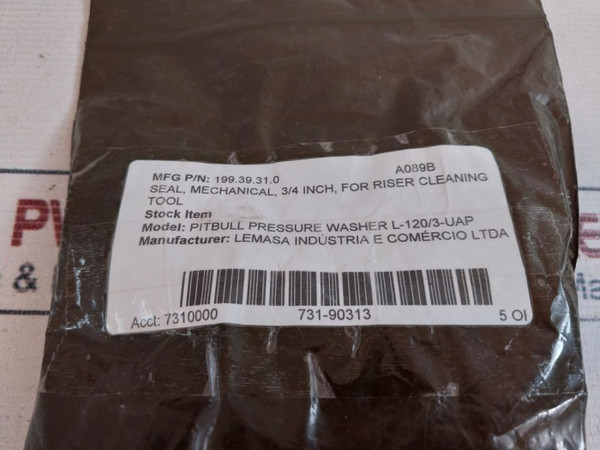 MFG P/N: 199.39.31.0 A089B
SEAL, MECHANICAL, 3/4 INCH, FOR RISER CLEANING
TOOL
Stock Item
Model: PITBULL PRESSURE WASHER L-120/3-UAP
Manufacturer: LEMASA INDÚSTRIA E COMÉRCIO LTDA
Acct: 7310000 731-90313 5 OI